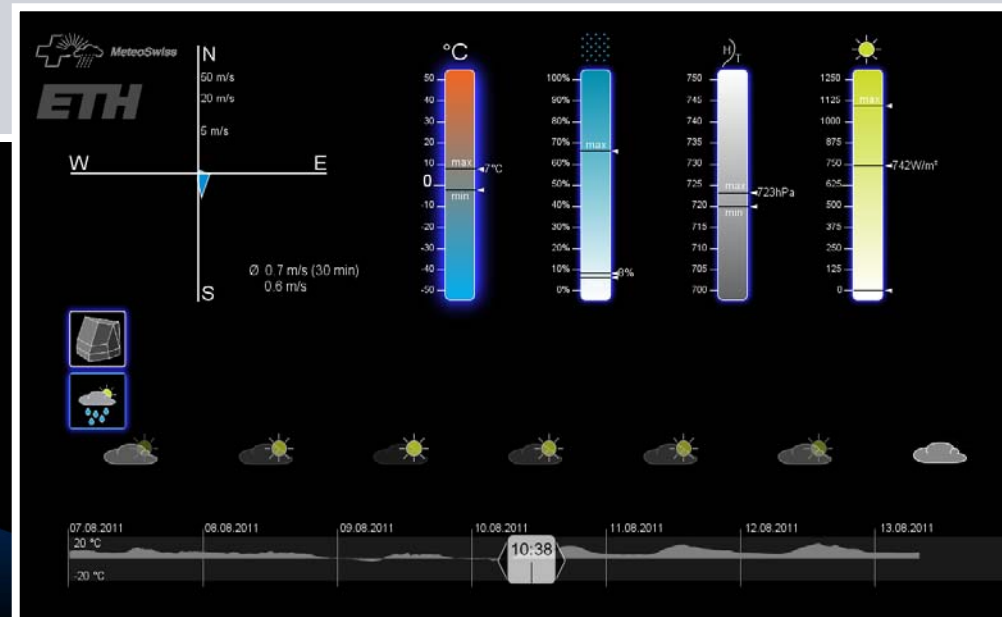 MeteoSwiss
ETH
N
50 m/s
20 m/s
5 m/s
W
E
S
Ø 0.7 m/s (30 min)
0.6 m/s
°C
50
40
30
20
10
0
-10
-20
-30
-40
-50
max
min
7°C
100%
90%
80%
70%
60%
50%
40%
30%
20%
10%
0%
max
8%
H
T
750
745
740
735
730
725
720
715
710
705
700
max
min
723hPa
1250
1125
1000
875
750
625
500
375
250
125
0
max
742W/m²
07.08.2011 08.08.2011 09.08.2011 10.08.2011 11.08.2011 12.08.2011 13.08.2011
20 °C
10:38
-20 °C